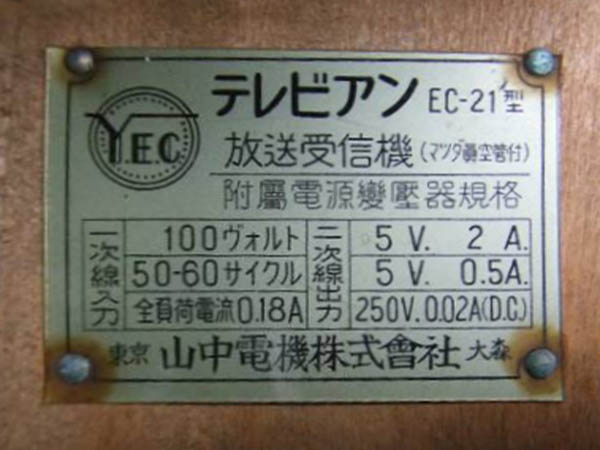 Y.E.C
テレビアン EC-21型
放送受信機(マツダ眞空管付)
附屬電源變壓器規格
一次線入力
100ヴォルト
50-60サイクル
全負荷電流0.18A
二次線出力
5V. 2A.
5V. 0.5A.
250V. 0.02A(D.C.)
東京 山中電機株式會社 大森